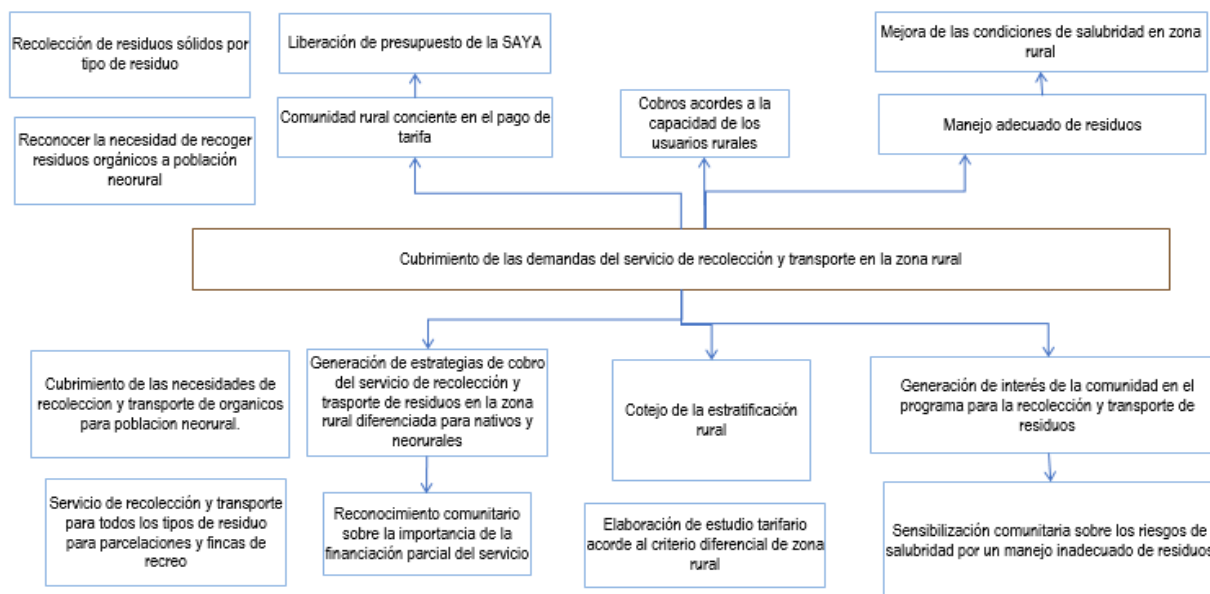 Recolección de residuos sólidos por
tipo de residuo
Liberación de presupuesto de la SAYA
Mejora de las condiciones de salubridad en zona
rural
Reconocer la necesidad de recoger
residuos orgánicos a población
neorural
Comunidad rural conciente en el pago de
tarifa
Cobros acordes a la
capacidad de los
usuarios rurales
Manejo adecuado de residuos
Cubrimiento de las demandas del servicio de recolección y transporte en la zona rural
Cubrimiento de las necesidades de
recoleccion y transporte de organicos
para poblacion neorural.
Generación de estrategias de cobro
del servicio de recolección y
trasporte de residuos en la zona
rural diferenciada para nativos y
neorurales
Cotejo de la estratificación
rural
Generación de interés de la comunidad en el
programa para la recolección y transporte de
residuos
Servicio de recolección y transporte
para todos los tipos de residuo
para parcelaciones y fincas de
recreo
Reconocimiento comunitario
sobre la importancia de la
financiación parcial del servicio
Elaboración de estudio tarifario
acorde al criterio diferencial de zona
rural
Sensibilización comunitaria sobre los riesgos de
salubridad por un manejo inadecuado de residuos